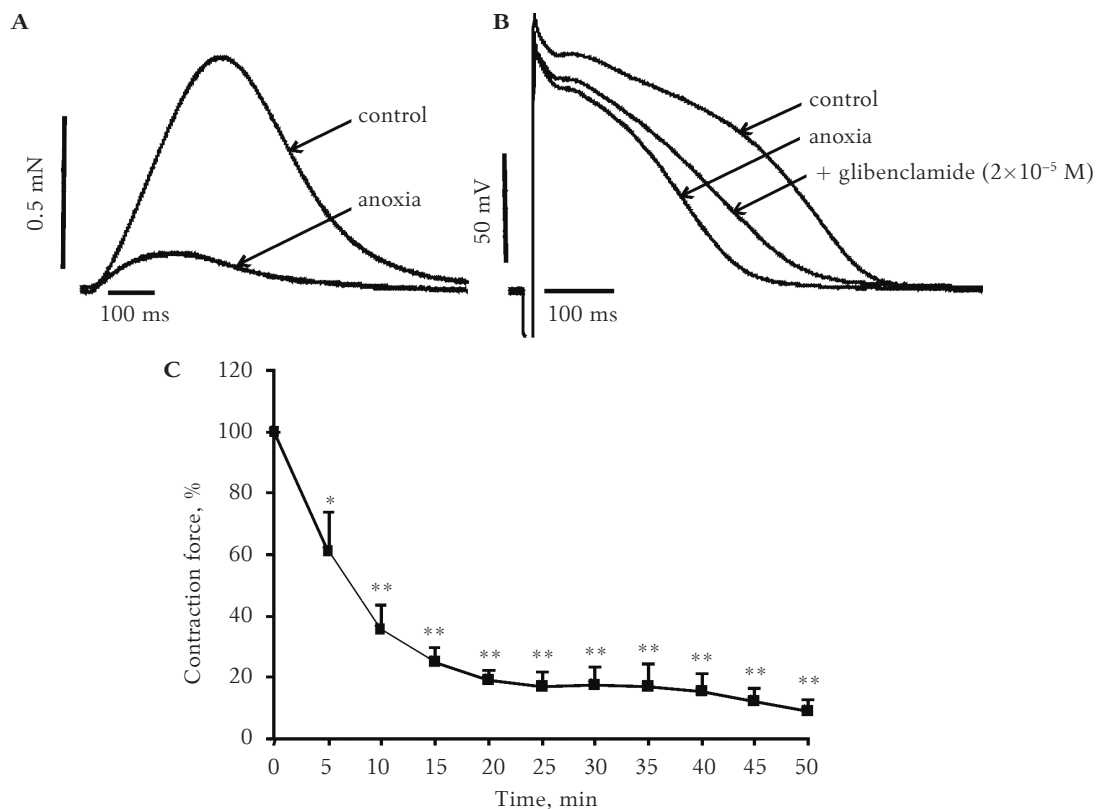 A
control
0.5 mN
anoxia
100 ms
B
control
anoxia
+ glibenclamide (2×10⁻⁵ M)
50 mV
100 ms
C
120
100
80
60
40
20
0
Contraction force, %
*
**
**
**
**
**
**
**
**
**
0 5 10 15 20 25 30 35 40 45 50
Time, min